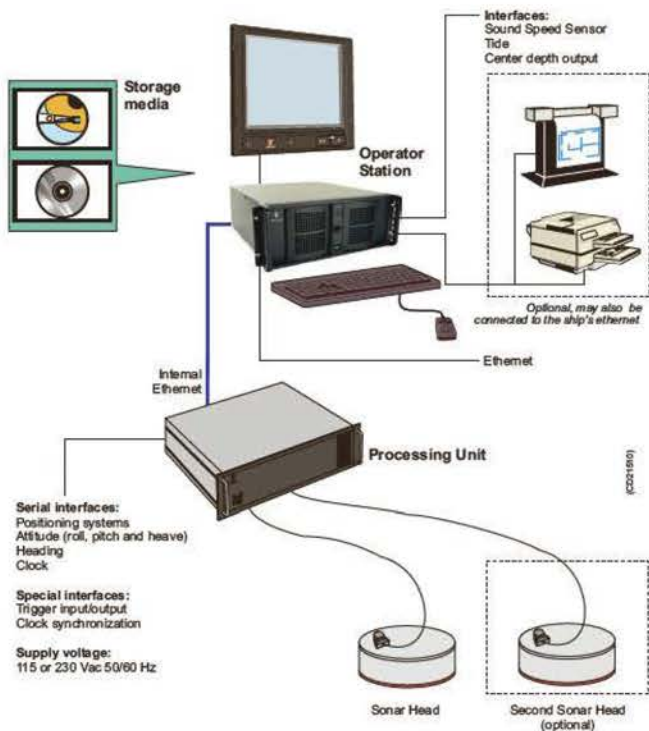 Interfaces:
Sound Speed Sensor
Tide
Center depth output
Storage
media
Operator
Station
Optional, may also be
connected to the ship's ethernet
Ethernet
Internal
Ethernet
Processing Unit
(CD21510)
Serial interfaces:
Positioning systems
Attitude (roll, pitch and heave)
Heading
Clock
Special interfaces:
Trigger input/output
Clock synchronization
Supply voltage:
115 or 230 Vac 50/60 Hz
Sonar Head
Second Sonar Head
(optional)